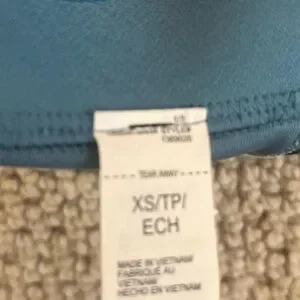 TEAR AWAY
XS/TP/
ECH
MADE IN VIETNAM
FABRIQUÉ AU
VIETNAM
HECHO EN VIETNAM